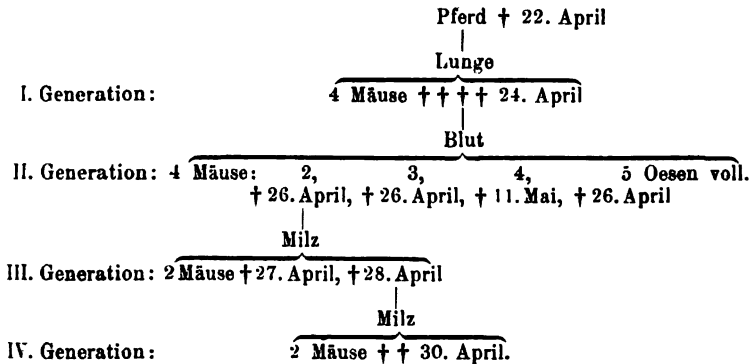 Pferd † 22. April
Lunge
I. Generation: 4 Mäuse † † † † 24. April
Blut
II. Generation: 4 Mäuse: 2, 3, 4, 5 Oesen voll.
† 26. April, † 26. April, † 11. Mai, † 26. April
Milz
III. Generation: 2 Mäuse † 27. April, † 28. April
Milz
IV. Generation: 2 Mäuse † † 30. April.